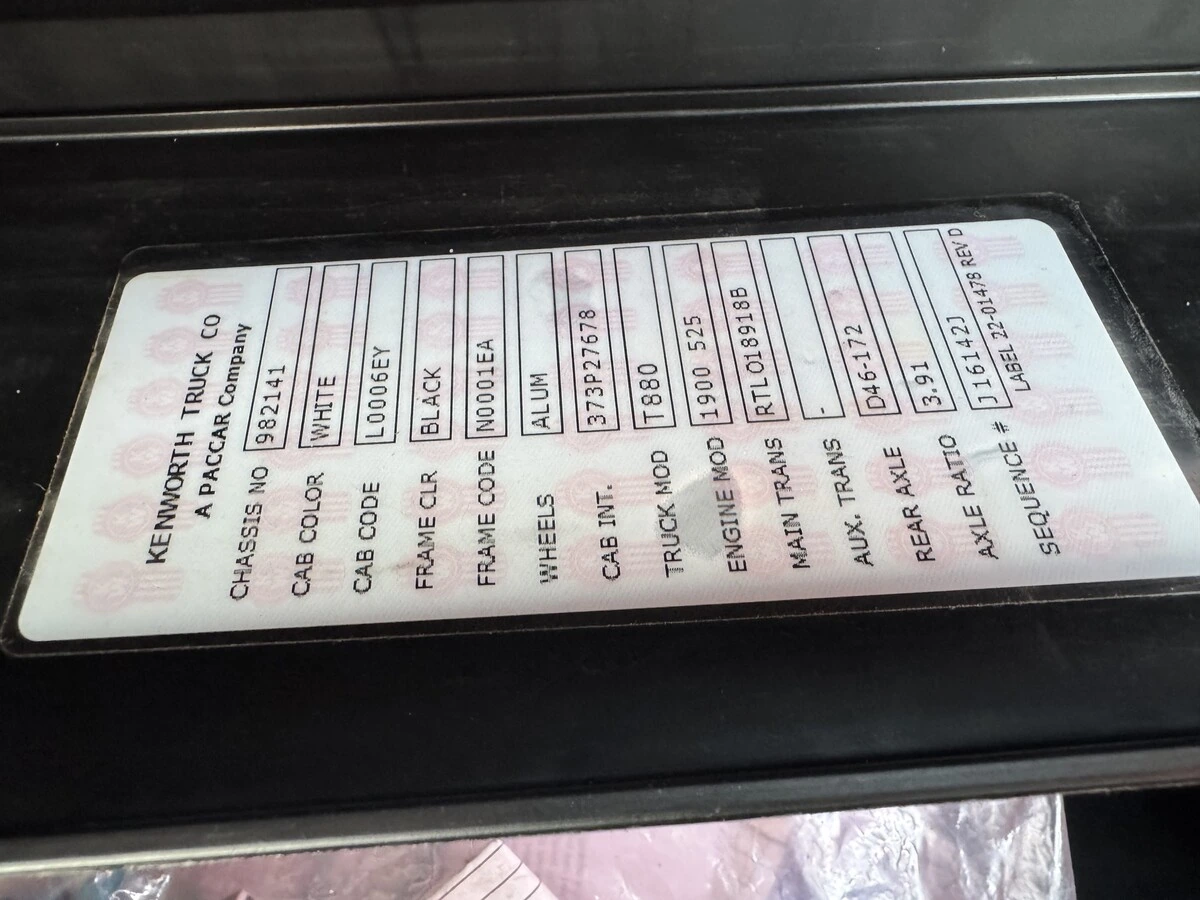 KENWORTH TRUCK CO
A PACCAR Company
CHASSIS NO 982141
CAB COLOR WHITE
CAB CODE L0006EY
FRAME CLR BLACK
FRAME CODE N0001EA
WHEELS ALUM
CAB INT. 373P27678
TRUCK MOD T880
ENGINE MOD 1900 525
MAIN TRANS RTLO18918B
AUX. TRANS -
REAR AXLE D46-172
AXLE RATIO 3.91
SEQUENCE # J16142J
LABEL 22-01478 REV D